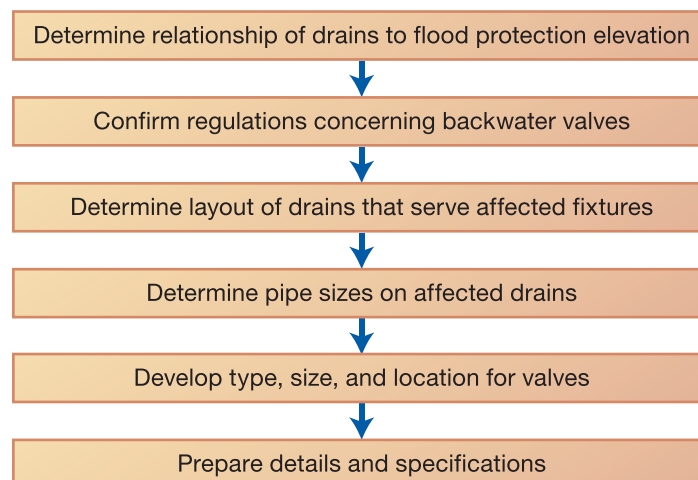 Determine relationship of drains to flood protection elevation
Confirm regulations concerning backwater valves
Determine layout of drains that serve affected fixtures
Determine pipe sizes on affected drains
Develop type, size, and location for valves
Prepare details and specifications